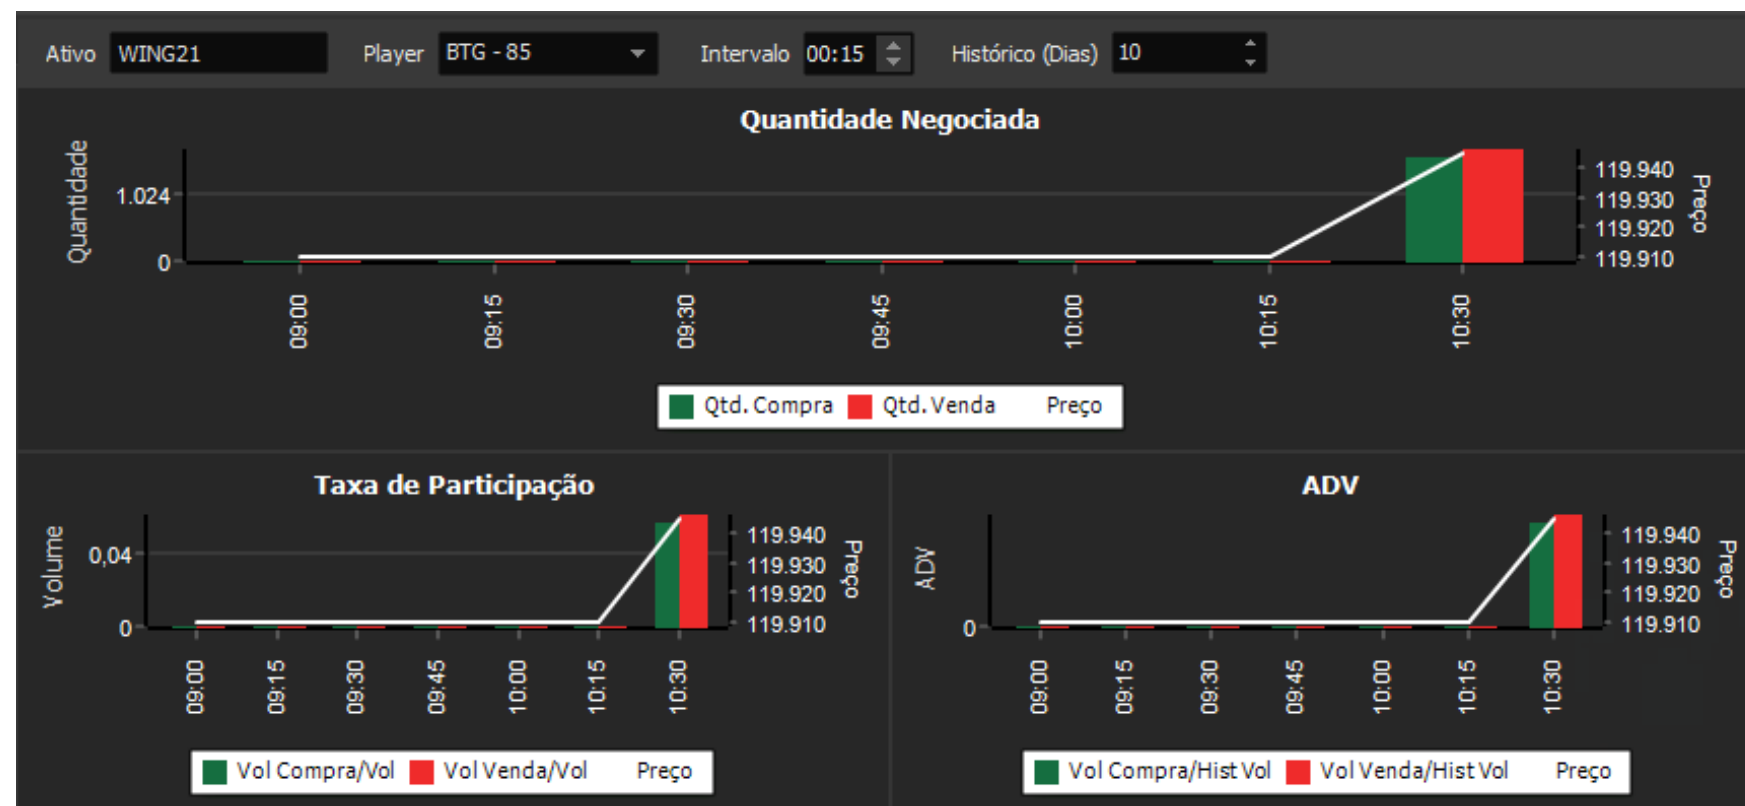 Ativo WING21 Player BTG - 85 Intervalo 00:15 Histórico (Dias) 10
Quantidade Negociada
Quantidade
1.024
0
119.940
119.930
119.920
119.910
Preço
09:00 09:15 09:30 09:45 10:00 10:15 10:30
Qtd. Compra Qtd. Venda Preço
Taxa de Participação
Volume
0,04
0
119.940
119.930
119.920
119.910
Preço
09:00 09:15 09:30 09:45 10:00 10:15 10:30
Vol Compra/Vol Vol Venda/Vol Preço
ADV
ADV
0
119.940
119.930
119.920
119.910
Preço
09:00 09:15 09:30 09:45 10:00 10:15 10:30
Vol Compra/Hist Vol Vol Venda/Hist Vol Preço